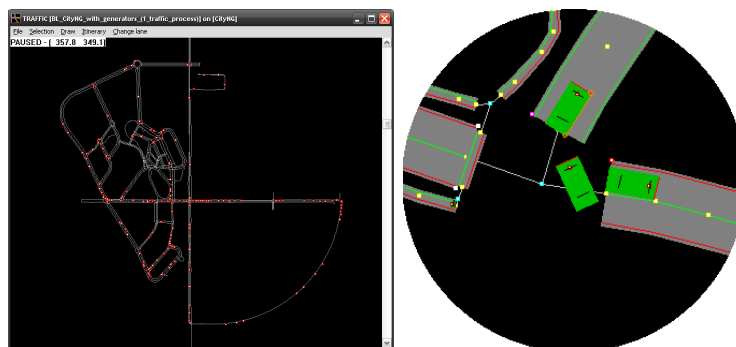 TRAFFIC [BL_CityNG_with_generators_(1_traffic_process)] on [CityNG]
File Selection Draw Itinerary Change lane
PAUSED - ( 357.8 349.1)